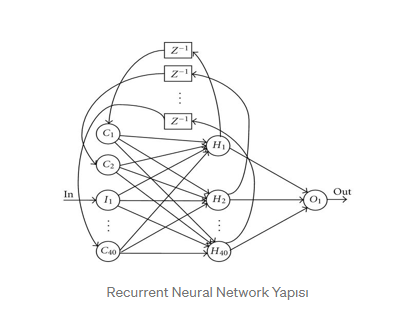 Z⁻¹
Z⁻¹
⋮
Z⁻¹
C₁
H₁
C₂
In
I₁
H₂
O₁
Out
⋮
⋮
C₄₀
H₄₀
Recurrent Neural Network Yapısı